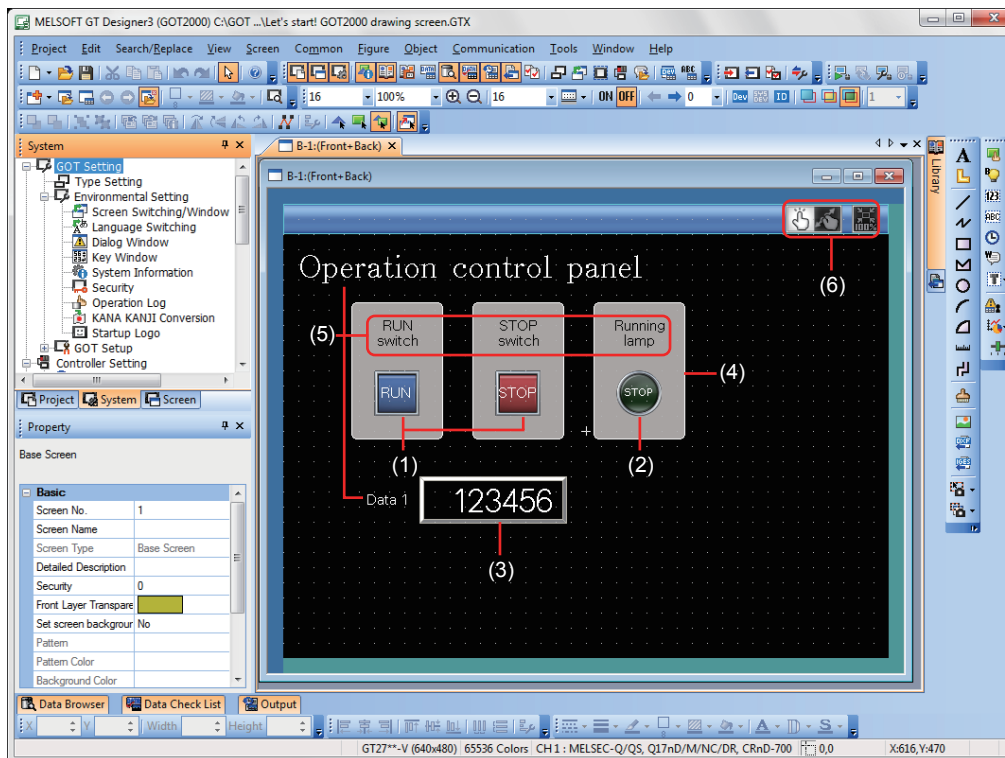 MELSOFT GT Designer3 (GOT2000) C:\GOT ...\Let's start! GOT2000 drawing screen.GTX
Project Edit Search/Replace View Screen Common Figure Object Communication Tools Window Help
16 100% 16 ON OFF 0 Dev ID 1
System
B-1:(Front+Back)
B-1:(Front+Back)
GOT Setting
Type Setting
Environmental Setting
Screen Switching/Window
Language Switching
Dialog Window
Key Window
System Information
Security
Operation Log
KANA KANJI Conversion
Startup Logo
GOT Setup
Controller Setting
Project System Screen
Property
Base Screen
Basic
Screen No. 1
Screen Name
Screen Type Base Screen
Detailed Description
Security 0
Front Layer Transpare
Set screen backgrour No
Pattern
Pattern Color
Background Color
100%
(6)
Operation control panel
(5)
RUN switch
STOP switch
Running lamp
(4)
RUN
STOP
STOP
(1)
(2)
Data 1
123456
(3)
Library
A
123
ABC
Data Browser Data Check List Output
X Y Width Height
A D S
GT27**-V (640x480) 65536 Colors CH1 : MELSEC-Q/QS, Q17nD/M/NC/DR, CRnD-700 0,0 X:616,Y:470